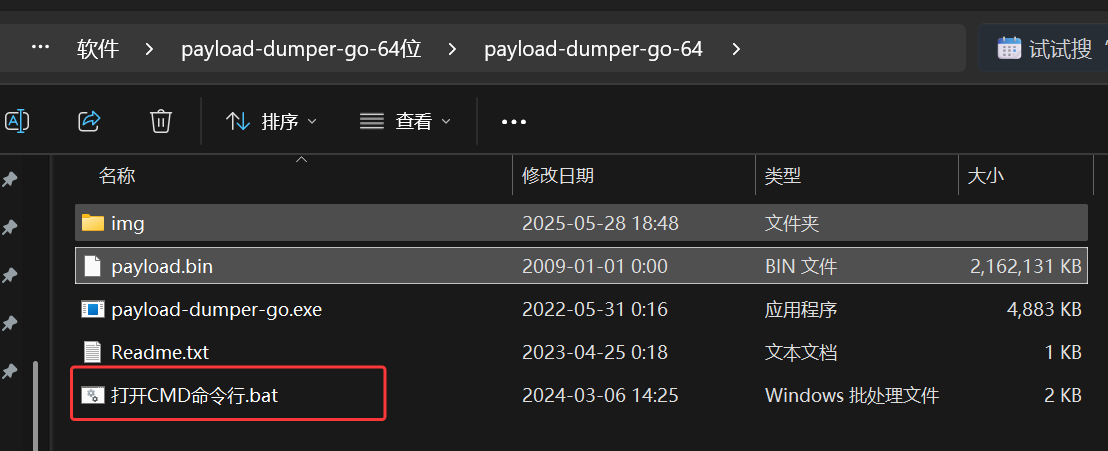 … 软件 > payload-dumper-go-64位 > payload-dumper-go-64 > 试试搜
排序 查看 …
名称 修改日期 类型 大小
img 2025-05-28 18:48 文件夹
payload.bin 2009-01-01 0:00 BIN 文件 2,162,131 KB
payload-dumper-go.exe 2022-05-31 0:16 应用程序 4,883 KB
Readme.txt 2023-04-25 0:18 文本文档 1 KB
打开CMD命令行.bat 2024-03-06 14:25 Windows 批处理文件 2 KB